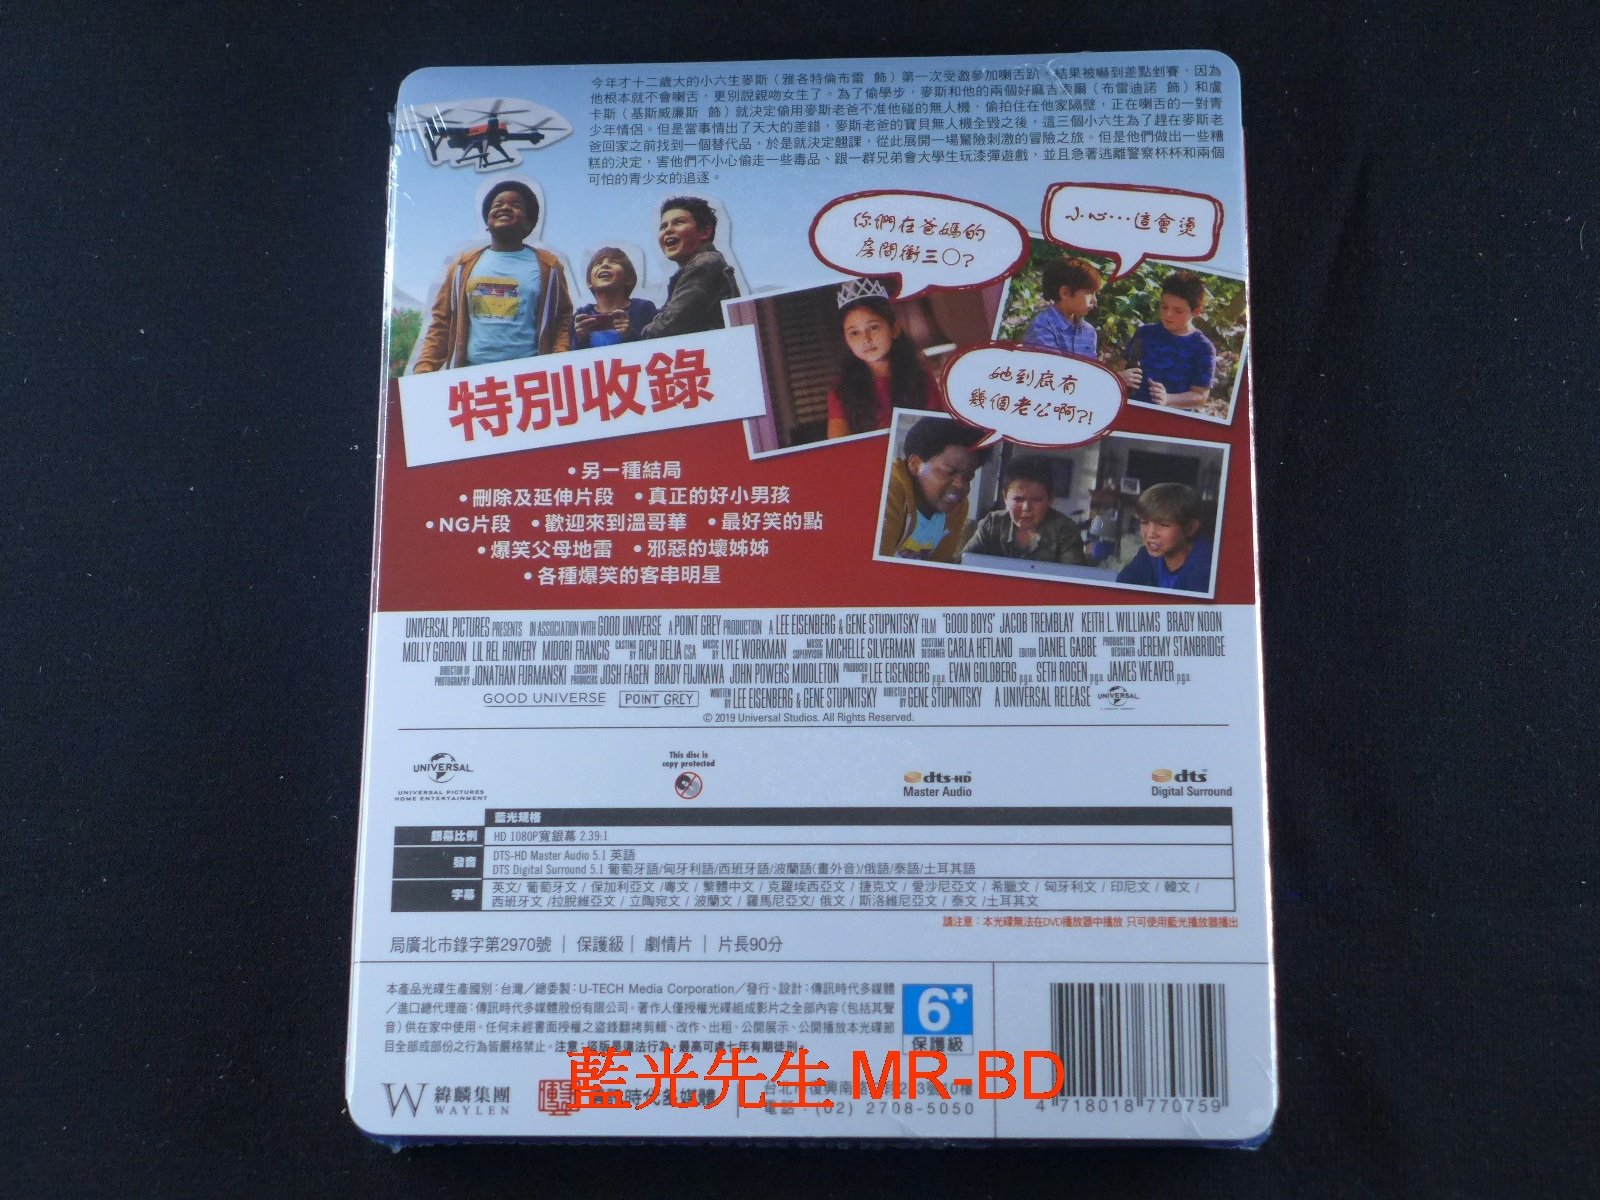 今年才十二歲大的小六生麥斯（雅各特倫布雷 飾）第一次受邀參加喇舌趴，結果被嚇到差點剉賽，因為
他根本就不會喇舌，更別說親吻女生了。為了偷學步，麥斯和他的兩個好麻吉索爾（布雷迪諾 飾）和盧
卡斯（基斯威廉斯 飾）就決定偷用麥斯老爸不准他碰的無人機，偷拍住在他家隔壁，正在喇舌的一對青
少年情侶。但是當事情出了天大的差錯，麥斯老爸的寶貝無人機全毀之後，這三個小六生為了趕在麥斯老
爸回家之前找到一個替代品，於是就決定翹課，從此展開一場驚險刺激的冒險之旅。但是他們做出一些糟
糕的決定，害他們不小心偷走一些毒品、跟一群兄弟會大學生玩漆彈遊戲，並且急著逃離警察杯杯和兩個
可怕的青少女的追逐。
你們在爸媽的
房間衝三○?
小心…這會燙
她到底有
幾個老公啊?!
特別收錄
•另一種結局
•刪除及延伸片段 •真正的好小男孩
•NG片段 •歡迎來到溫哥華 •最好笑的點
•爆笑父母地雷 •邪惡的壞姊姊
•各種爆笑的客串明星
UNIVERSAL PICTURES PRESENTS IN ASSOCIATION WITH GOOD UNIVERSE A POINT GREY PRODUCTION A LEE EISENBERG & GENE STUPNITSKY FILM "GOOD BOYS" JACOB TREMBLAY KEITH L. WILLIAMS BRADY NOON
MOLLY GORDON LIL REL HOWERY MIDORI FRANCIS CASTING BY RICH DELIA CSA MUSIC BY LYLE WORKMAN MUSIC SUPERVISOR MICHELLE SILVERMAN COSTUME DESIGNER CARLA HETLAND EDITOR DANIEL GABBE PRODUCTION DESIGNER JEREMY STANBRIDGE
DIRECTOR OF PHOTOGRAPHY JONATHAN FURMANSKI EXECUTIVE PRODUCERS JOSH FAGEN BRADY FUJIKAWA JOHN POWERS MIDDLETON PRODUCED BY LEE EISENBERG p.g.a. EVAN GOLDBERG p.g.a. SETH ROGEN p.g.a. JAMES WEAVER p.g.a.
GOOD UNIVERSE POINT GREY WRITTEN BY LEE EISENBERG & GENE STUPNITSKY DIRECTED BY GENE STUPNITSKY A UNIVERSAL RELEASE UNIVERSAL
© 2019 Universal Studios. All Rights Reserved.
UNIVERSAL
UNIVERSAL PICTURES
HOME ENTERTAINMENT
This disc is
copy protected
dts-HD
Master Audio
dts
Digital Surround
藍光規格
銀幕比例 HD 1080P寬銀幕 2.39:1
發音 DTS-HD Master Audio 5.1 英語
DTS Digital Surround 5.1 葡萄牙語/匈牙利語/西班牙語/波蘭語(畫外音)/俄語/泰語/土耳其語
字幕 英文/ 葡萄牙文 / 保加利亞文 /粵文 / 繁體中文 / 克羅埃西亞文 / 捷克文 / 愛沙尼亞文 / 希臘文 / 匈牙利文 / 印尼文 / 韓文 /
西班牙文 /拉脫維亞文 / 立陶宛文 / 波蘭文 / 羅馬尼亞文/ 俄文 / 斯洛維尼亞文 / 泰文 /土耳其文
請注意：本光碟無法在DVD播放器中播放 只可使用藍光播放器播出
局廣北市錄字第2970號 | 保護級 | 劇情片 | 片長90分
本產品光碟生產國別：台灣／總委製：U-TECH Media Corporation／發行、設計：傳訊時代多媒體
／進口總代理商：傳訊時代多媒體股份有限公司。著作人僅授權光碟組成影片之全部內容（包括其聲
音）供在家中使用。任何未經書面授權之盜錄翻拷剪輯、改作、出租、公開展示、公開播放本光碟節
目全部或部份之行為皆嚴格禁止。注意：盜版是違法行為，最高可處七年有期徒刑。
6+
保護級
W 緯麟集團
WAYLEN
時代多媒體
藍光先生 MR-BD
台北市復興南路
電話：(02) 2708-5050
4 718018 770759